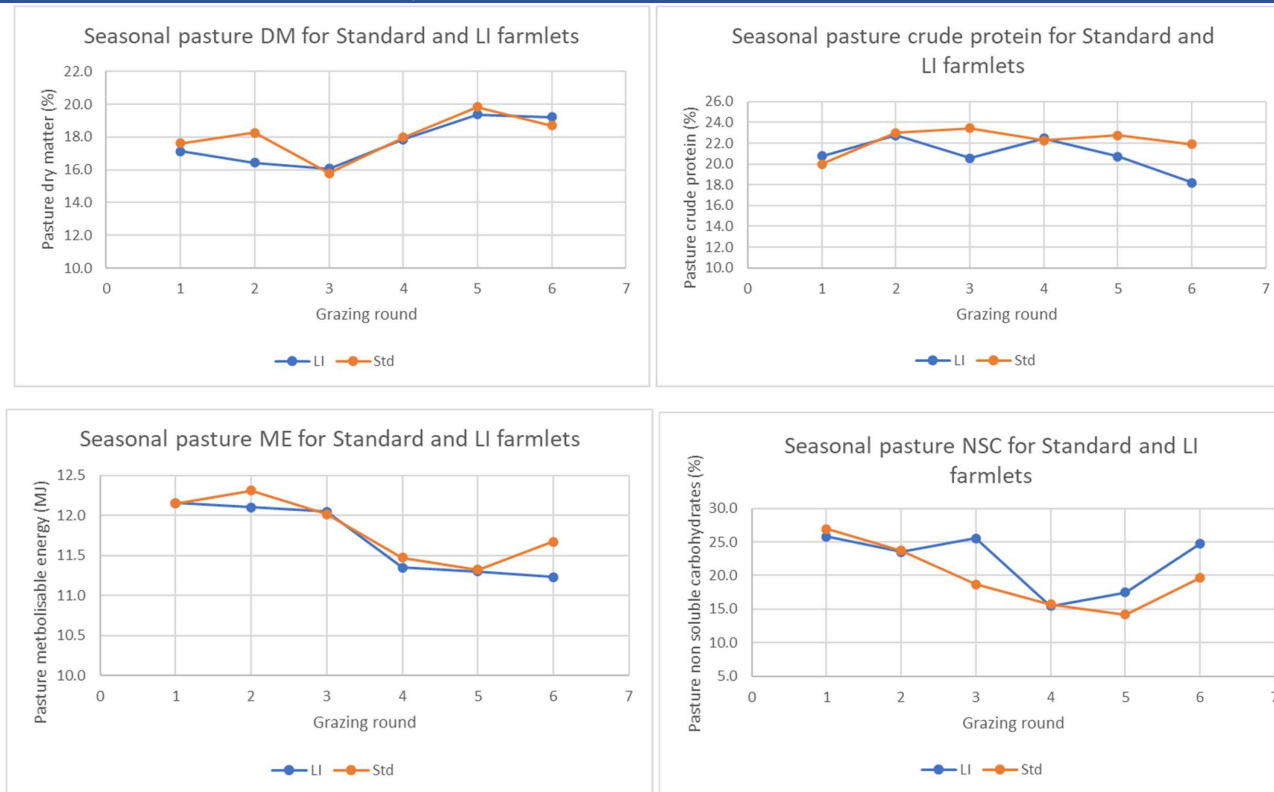 Seasonal pasture DM for Standard and LI farmlets
Pasture dry matter (%)
22.0
20.0
18.0
16.0
14.0
12.0
10.0
0 1 2 3 4 5 6 7
Grazing round
LI Std
Seasonal pasture crude protein for Standard and
LI farmlets
Pasture crude protein (%)
26.0
24.0
22.0
20.0
18.0
16.0
14.0
12.0
10.0
0 1 2 3 4 5 6 7
Grazing round
LI Std
Seasonal pasture ME for Standard and LI farmlets
Pasture metbolisable energy (MJ)
12.5
12.0
11.5
11.0
10.5
10.0
0 1 2 3 4 5 6 7
Grazing round
LI Std
Seasonal pasture NSC for Standard and LI
farmlets
Pasture non soluble carbohydrates (%)
30.0
25.0
20.0
15.0
10.0
5.0
0 1 2 3 4 5 6 7
Grazing round
LI Std